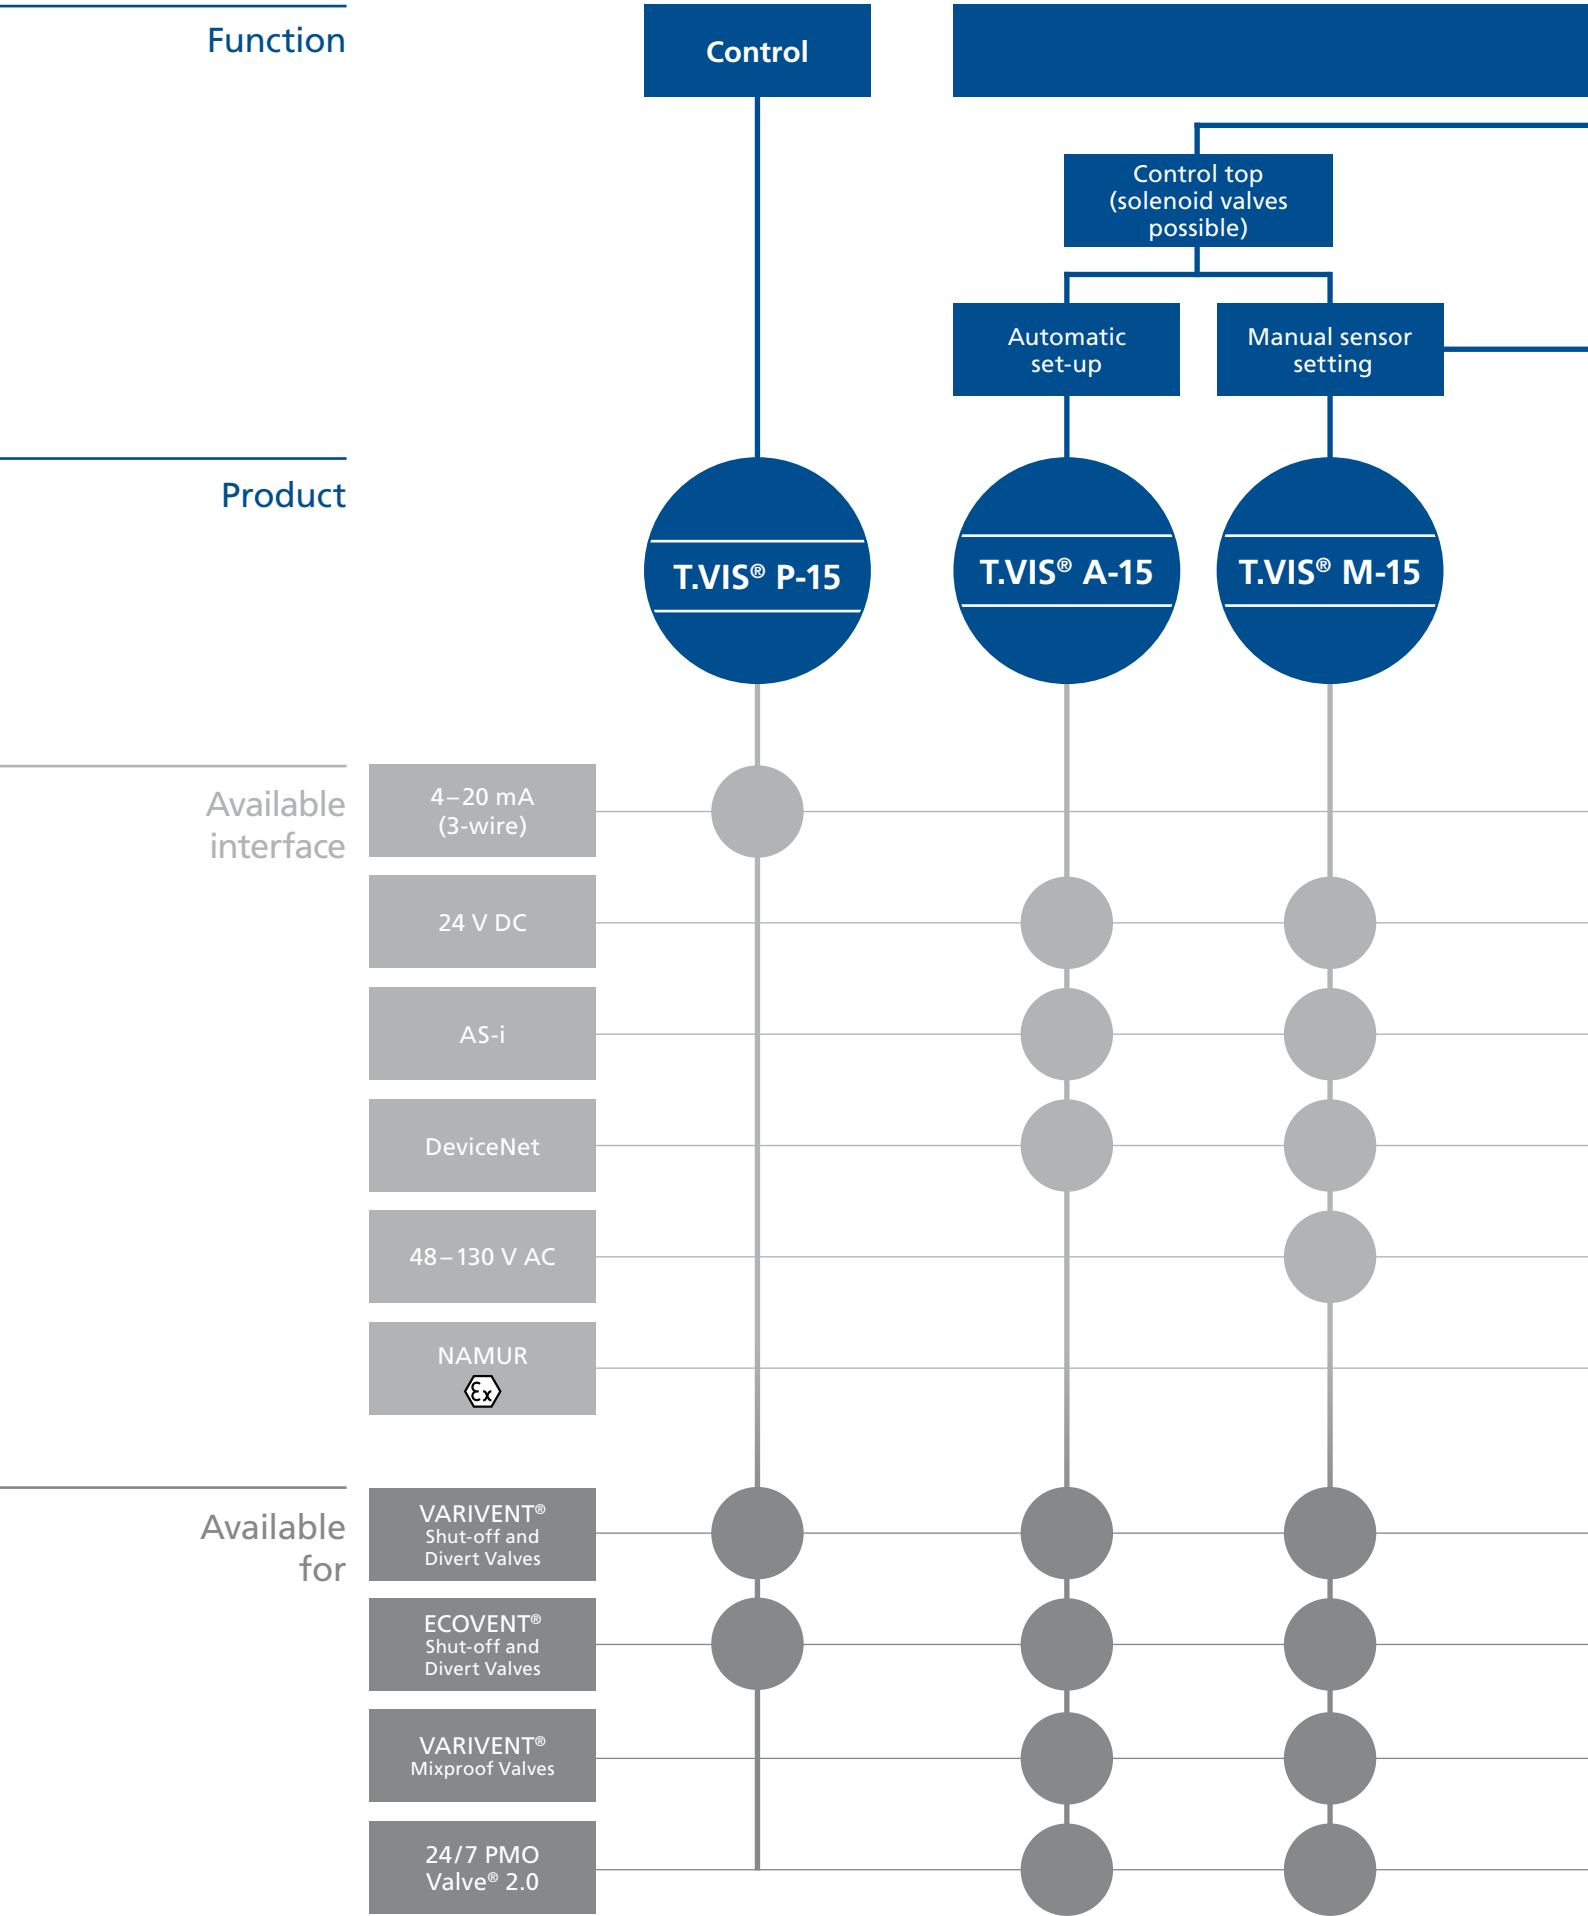 Function
Control
Control top
(solenoid valves
possible)
Automatic
set-up
Manual sensor
setting
Product
T.VIS® P-15
T.VIS® A-15
T.VIS® M-15
Available
interface
4–20 mA
(3-wire)
24 V DC
AS-i
DeviceNet
48–130 V AC
NAMUR
Ex
Available
for
VARIVENT®
Shut-off and
Divert Valves
ECOVENT®
Shut-off and
Divert Valves
VARIVENT®
Mixproof Valves
24/7 PMO
Valve® 2.0